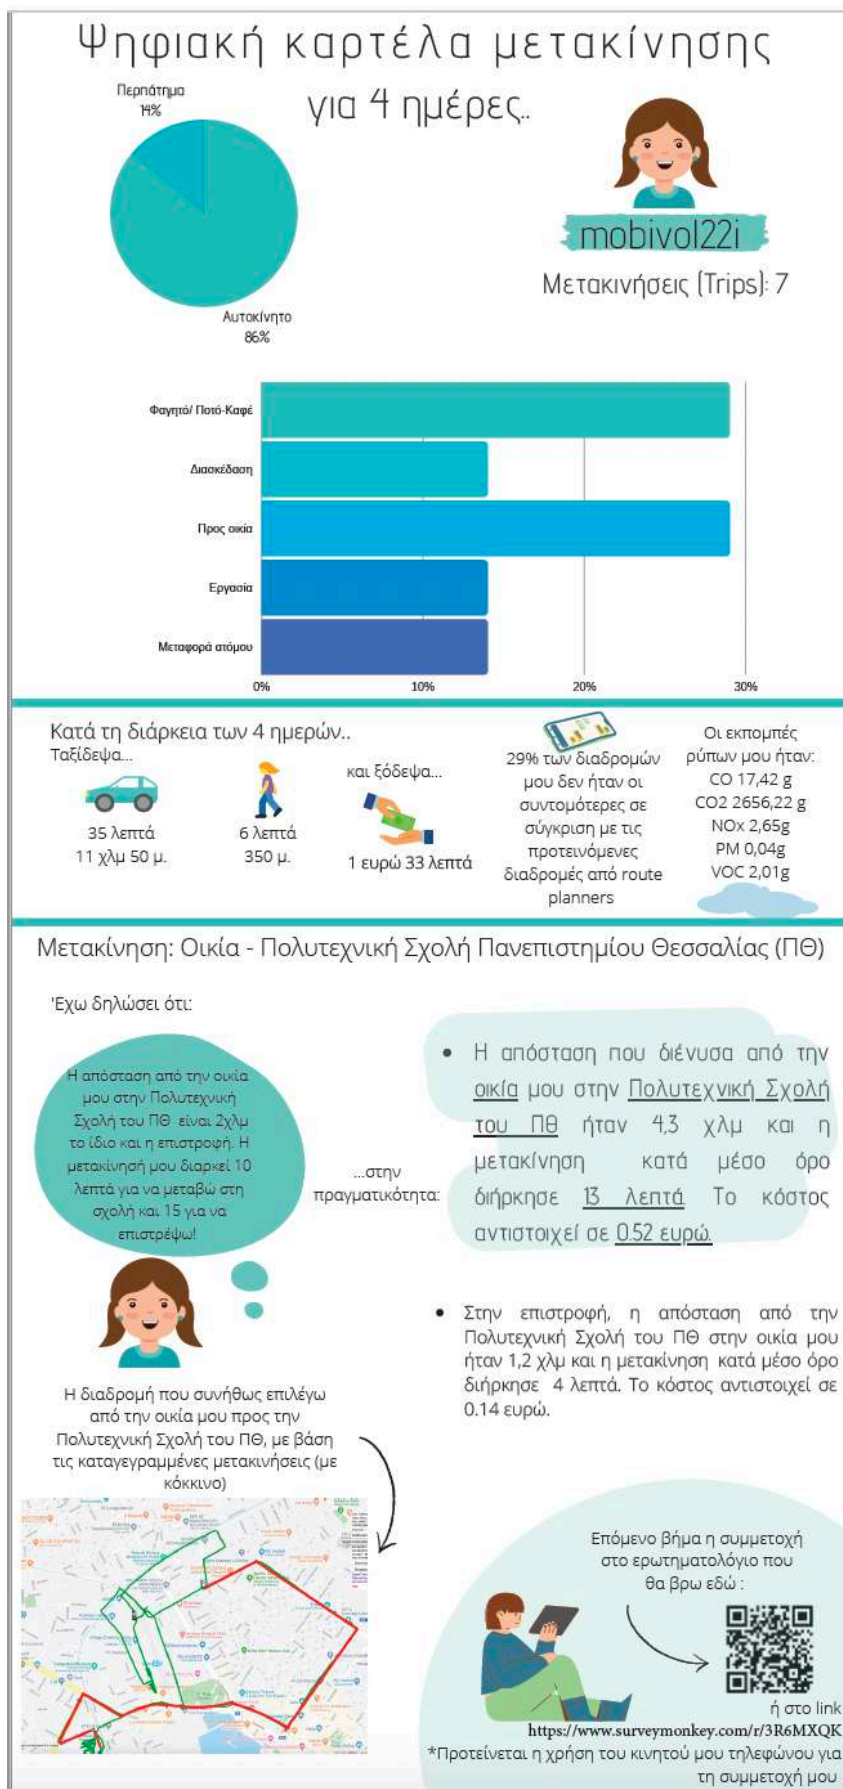 Ψηφιακή καρτέλα μετακίνησης
για 4 ημέρες..
Περπάτημα
14%
Αυτοκίνητο
86%
mobivol22i
Μετακινήσεις (Trips): 7
Φαγητό/ Ποτό-Καφέ
Διασκέδαση
Προς οικία
Εργασία
Μεταφορά ατόμου
0%
10%
20%
30%
Κατά τη διάρκεια των 4 ημερών..
Ταξίδεψα...
35 λεπτά
11 χλμ 50 μ.
6 λεπτά
350 μ.
και ξόδεψα...
1 ευρώ 33 λεπτά
29% των διαδρομών
μου δεν ήταν οι
συντομότερες σε
σύγκριση με τις
προτεινόμενες
διαδρομές από route
planners
Οι εκπομπές
ρύπων μου ήταν:
CO 17,42 g
CO2 2656,22 g
NOx 2,65g
PM 0,04g
VOC 2,01g
Μετακίνηση: Οικία - Πολυτεχνική Σχολή Πανεπιστημίου Θεσσαλίας (ΠΘ)
'Εχω δηλώσει ότι:
Η απόσταση από την οικία
μου στην Πολυτεχνική
Σχολή του ΠΘ είναι 2χλμ
το ίδιο και η επιστροφή. Η
μετακίνησή μου διαρκεί 10
λεπτά για να μεταβώ στη
σχολή και 15 για να
επιστρέψω!
...στην
πραγματικότητα:
• Η απόσταση που διένυσα από την
οικία μου στην Πολυτεχνική Σχολή
του ΠΘ ήταν 4,3 χλμ και η
μετακίνηση κατά μέσο όρο
διήρκησε 13 λεπτά. Το κόστος
αντιστοιχεί σε 0.52 ευρώ.
• Στην επιστροφή, η απόσταση από την
Πολυτεχνική Σχολή του ΠΘ στην οικία μου
ήταν 1,2 χλμ και η μετακίνηση κατά μέσο όρο
διήρκησε 4 λεπτά. Το κόστος αντιστοιχεί σε
0.14 ευρώ.
Η διαδρομή που συνήθως επιλέγω
από την οικία μου προς την
Πολυτεχνική Σχολή του ΠΘ, με βάση
τις καταγεγραμμένες μετακινήσεις (με
κόκκινο)
Επόμενο βήμα η συμμετοχή
στο ερωτηματολόγιο που
θα βρω εδώ :
ή στο link
https://www.surveymonkey.com/r/3R6MXQK
*Προτείνεται η χρήση του κινητού μου τηλεφώνου για
τη συμμετοχή μου